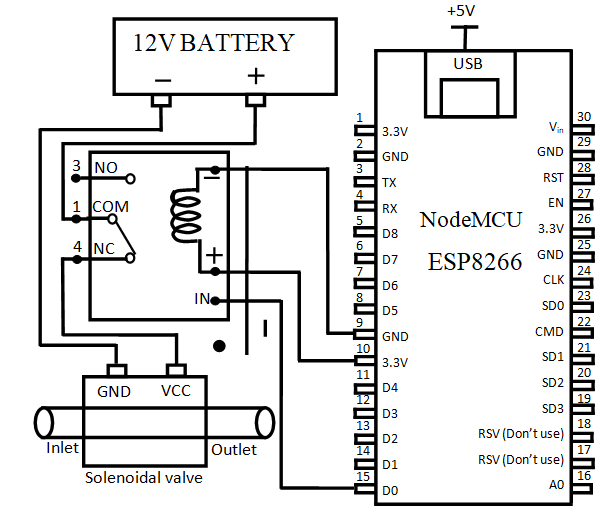 +5V
12V BATTERY
− +
USB
3 NO
1 COM
4 NC
−
+
IN
NodeMCU
ESP8266
1 3.3V
2 GND
3 TX
4 RX
5 D8
6 D7
7 D6
8 D5
9 GND
10 3.3V
11 D4
12 D3
13 D2
14 D1
15 D0
30 Vin
29 GND
28 RST
27 EN
26 3.3V
25 GND
24 CLK
23 SD0
22 CMD
21 SD1
20 SD2
19 SD3
18 RSV (Don't use)
17 RSV (Don't use)
16 A0
GND VCC
Inlet Outlet
Solenoidal valve